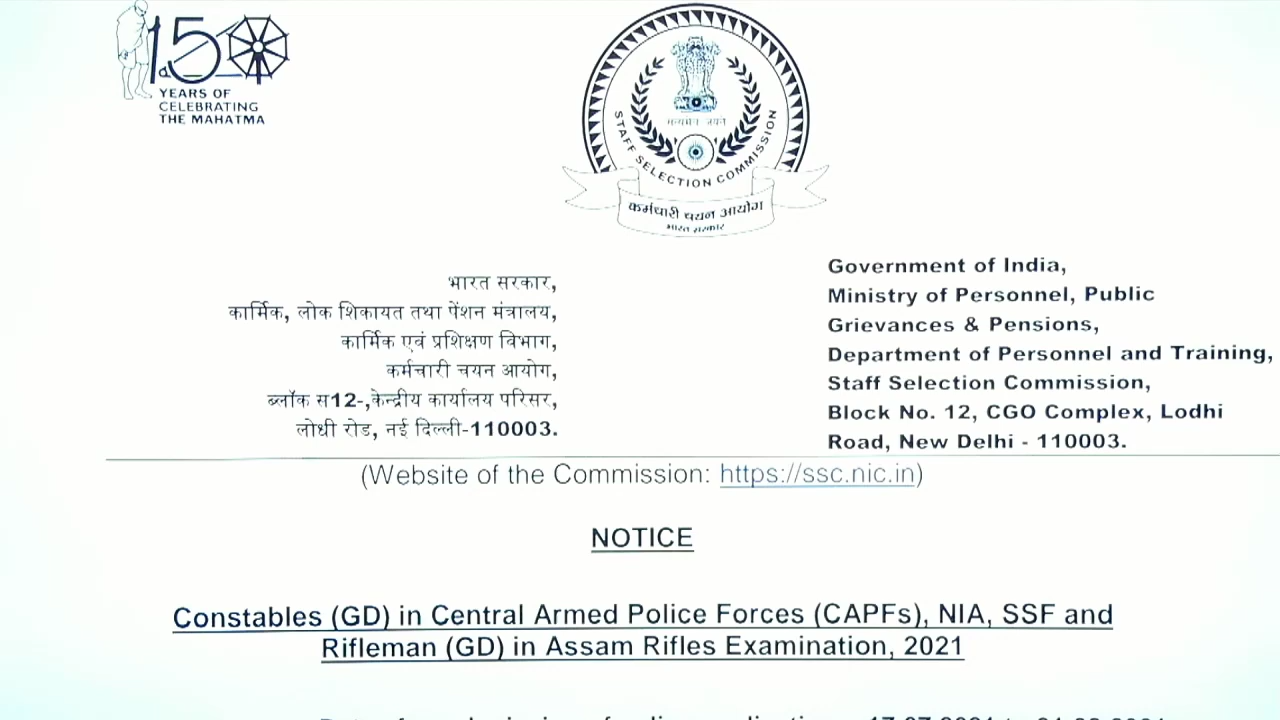 150
YEARS OF
CELEBRATING
THE MAHATMA
सत्यमेव जयते
STAFF SELECTION COMMISSION
कर्मचारी चयन आयोग
भारत सरकार
भारत सरकार,
कार्मिक, लोक शिकायत तथा पेंशन मंत्रालय,
कार्मिक एवं प्रशिक्षण विभाग,
कर्मचारी चयन आयोग,
ब्लॉक स12-,केन्द्रीय कार्यालय परिसर,
लोधी रोड, नई दिल्ली-110003.
Government of India,
Ministry of Personnel, Public
Grievances & Pensions,
Department of Personnel and Training,
Staff Selection Commission,
Block No. 12, CGO Complex, Lodhi
Road, New Delhi - 110003.
(Website of the Commission: https://ssc.nic.in)
NOTICE
Constables (GD) in Central Armed Police Forces (CAPFs), NIA, SSF and
Rifleman (GD) in Assam Rifles Examination, 2021